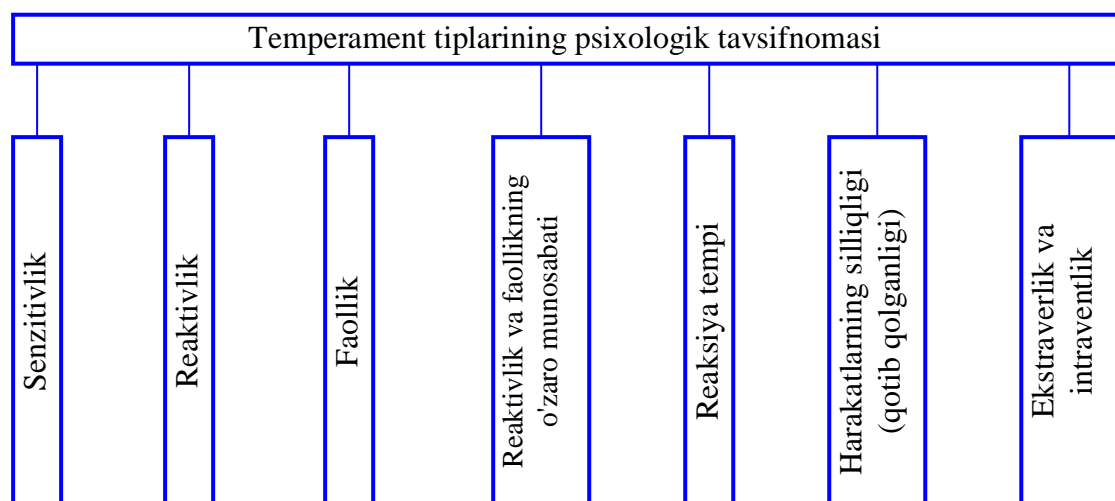 Temperament tiplarining psixologik tavsifnomasi
Senzitivlik
Reaktivlik
Faollik
Reaktivlik va faollikning
o'zaro munosabati
Reaksiya tempi
Harakatlarning silliqligi
(qotib qolganligi)
Ekstraverlik va
intraventlik